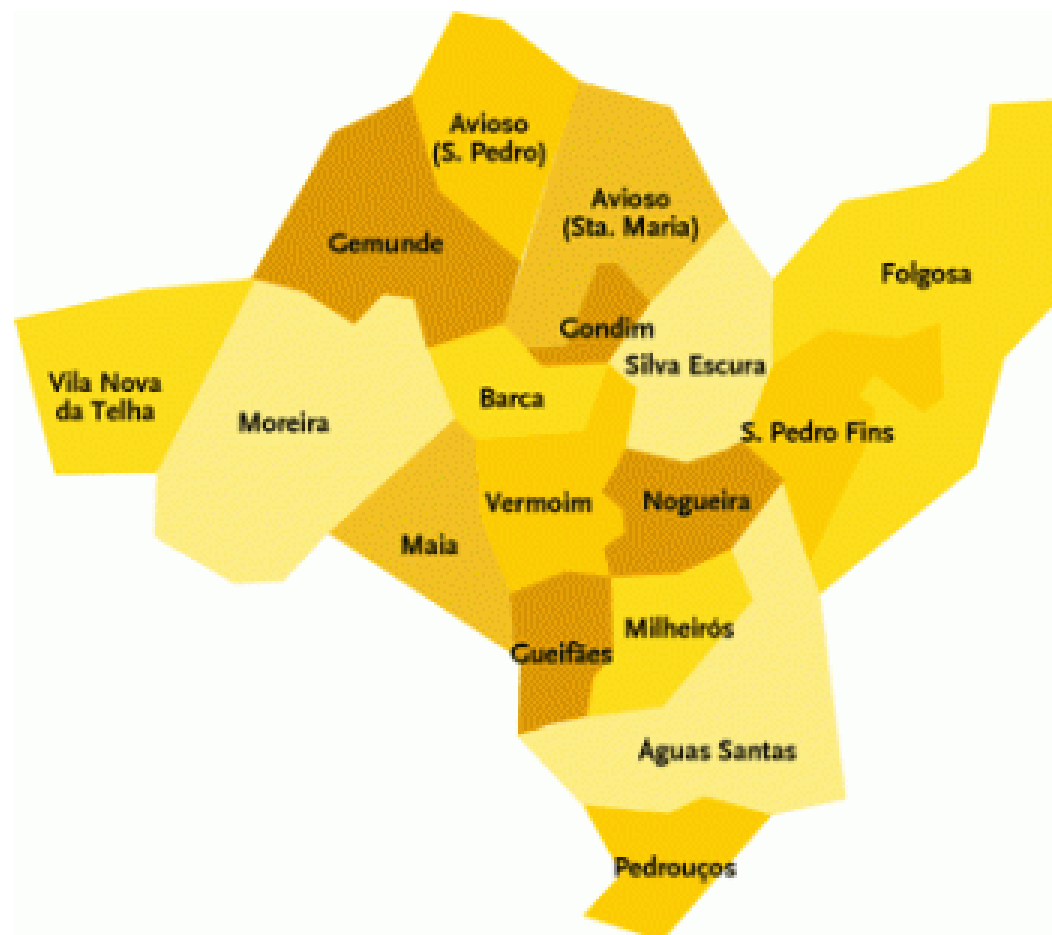 Avioso
(S. Pedro)
Avioso
(Sta. Maria)
Gemunde
Folgosa
Gondim
Silva Escura
Vila Nova
da Telha
Barca
Moreira
S. Pedro Fins
Vermoim
Nogueira
Maia
Milheirós
Gueifães
Águas Santas
Pedrouços